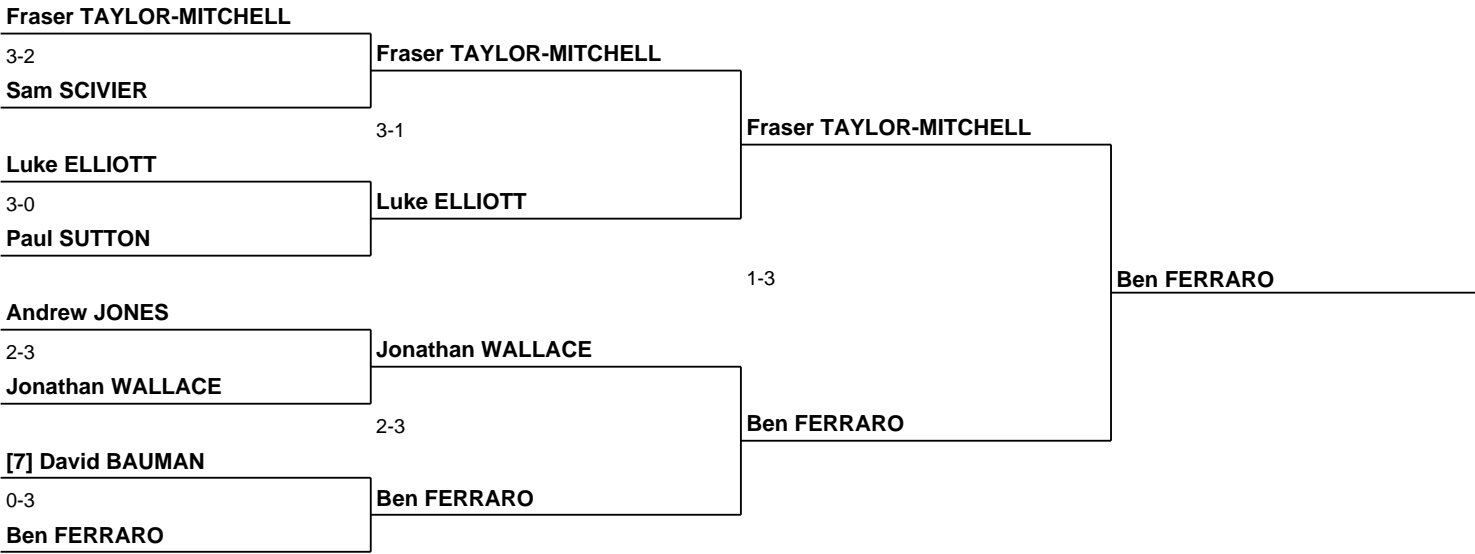 Fraser TAYLOR-MITCHELL
3-2
Fraser TAYLOR-MITCHELL
Sam SCIVIER
3-1
Fraser TAYLOR-MITCHELL
Luke ELLIOTT
3-0
Luke ELLIOTT
Paul SUTTON
1-3
Ben FERRARO
Andrew JONES
2-3
Jonathan WALLACE
Jonathan WALLACE
2-3
Ben FERRARO
[7] David BAUMAN
0-3
Ben FERRARO
Ben FERRARO